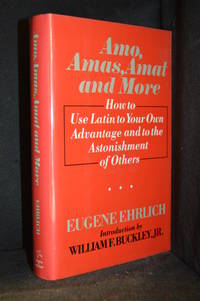 Amo,
Amas, Amat
and More
How to
Use Latin to Your Own
Advantage and to the
Astonishment
of Others
EUGENE EHRLICH
Introduction by
WILLIAM F. BUCKLEY, JR.
Amo, Amas, Amat and More
EHRLICH